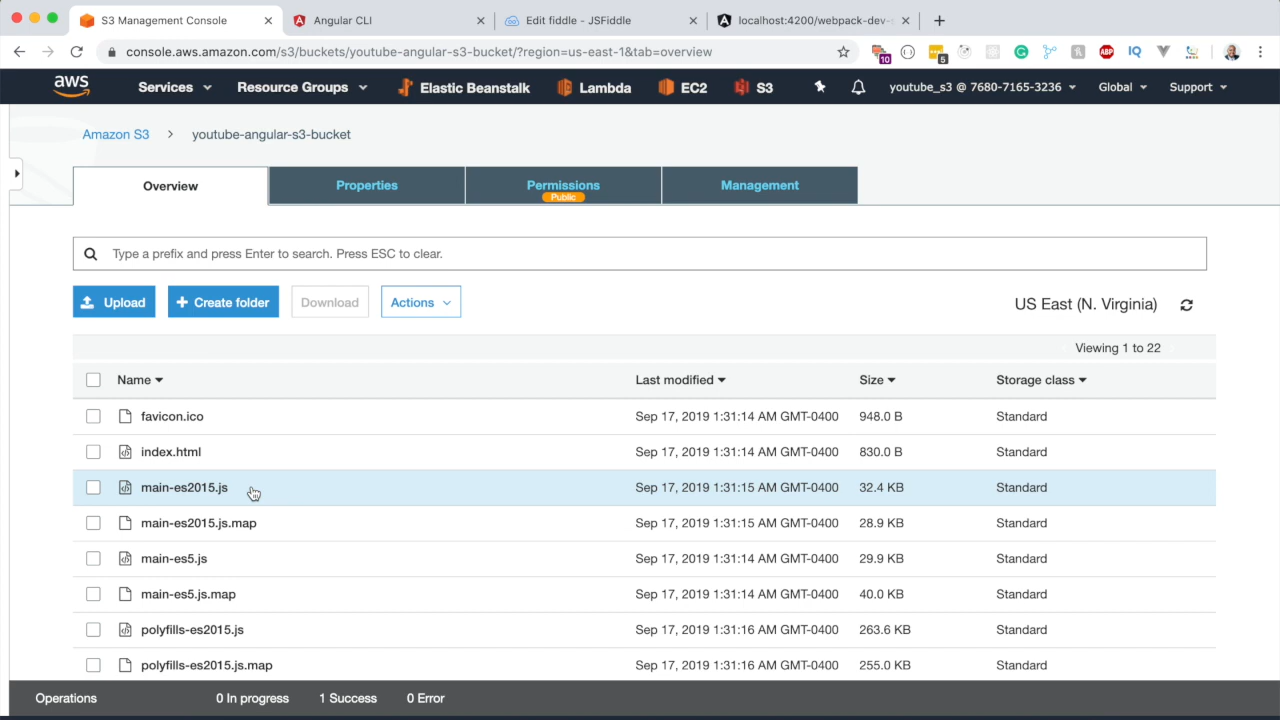 S3 Management Console
Angular CLI
Edit fiddle - JSFiddle
localhost:4200/webpack-dev-s
console.aws.amazon.com/s3/buckets/youtube-angular-s3-bucket/?region=us-east-1&tab=overview
10
5
ABP
IQ
aws
Services
Resource Groups
Elastic Beanstalk
Lambda
EC2
S3
youtube_s3 @ 7680-7165-3236
Global
Support
Amazon S3
youtube-angular-s3-bucket
Overview
Properties
Permissions
Public
Management
Type a prefix and press Enter to search. Press ESC to clear.
Upload
Create folder
Download
Actions
US East (N. Virginia)
Viewing 1 to 22
Name Last modified Size Storage class
favicon.ico Sep 17, 2019 1:31:14 AM GMT-0400 948.0 B Standard
index.html Sep 17, 2019 1:31:14 AM GMT-0400 830.0 B Standard
main-es2015.js Sep 17, 2019 1:31:15 AM GMT-0400 32.4 KB Standard
main-es2015.js.map Sep 17, 2019 1:31:15 AM GMT-0400 28.9 KB Standard
main-es5.js Sep 17, 2019 1:31:14 AM GMT-0400 29.9 KB Standard
main-es5.js.map Sep 17, 2019 1:31:14 AM GMT-0400 40.0 KB Standard
polyfills-es2015.js Sep 17, 2019 1:31:16 AM GMT-0400 263.6 KB Standard
polyfills-es2015.js.map Sep 17, 2019 1:31:16 AM GMT-0400 255.0 KB Standard
Operations 0 In progress 1 Success 0 Error